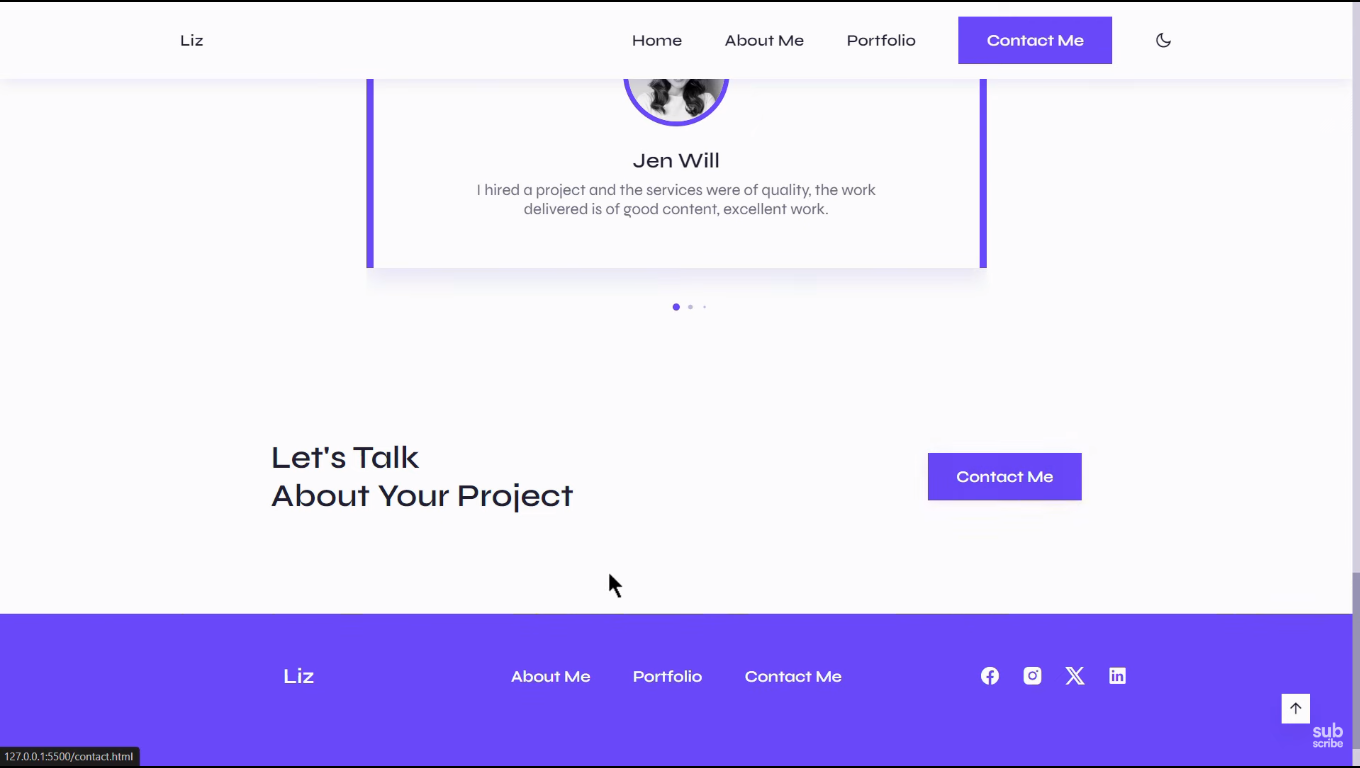 Liz
Home
About Me
Portfolio
Contact Me
Jen Will
I hired a project and the services were of quality, the work
delivered is of good content, excellent work.
Let's Talk
About Your Project
Contact Me
Liz
About Me
Portfolio
Contact Me
sub
scribe
127.0.0.1:5500/contact.html